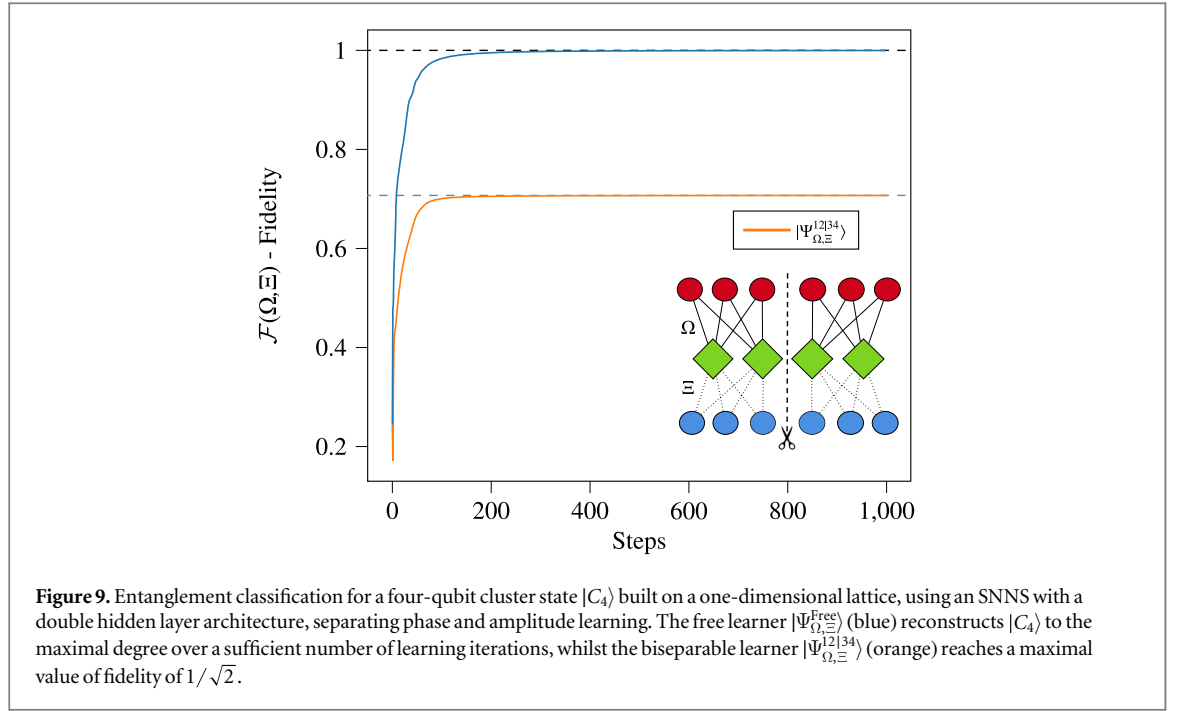 1
0.8
0.6
0.4
0.2
ℱ(Ω,Ξ) - Fidelity
|Ψ^{12|34}_{Ω,Ξ}⟩
Ω
Ξ
0 200 400 600 800 1,000
Steps
Figure 9. Entanglement classification for a four-qubit cluster state |C₄⟩ built on a one-dimensional lattice, using an SNNS with a
double hidden layer architecture, separating phase and amplitude learning. The free learner |Ψ^{Free}_{Ω,Ξ}⟩ (blue) reconstructs |C₄⟩ to the
maximal degree over a sufficient number of learning iterations, whilst the biseparable learner |Ψ^{12|34}_{Ω,Ξ}⟩ (orange) reaches a maximal
value of fidelity of 1/√2.